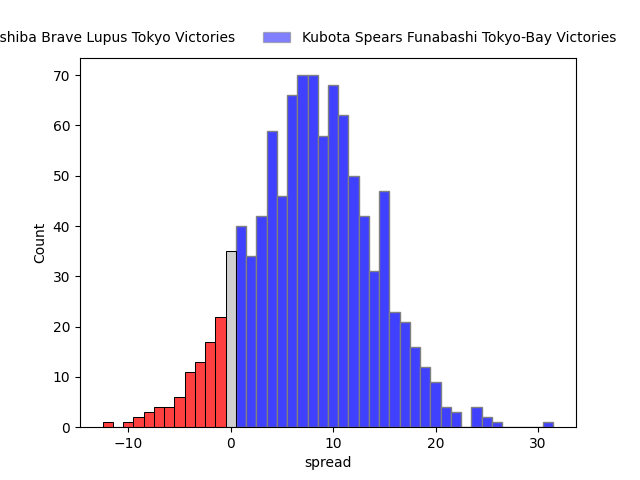 shiba Brave Lupus Tokyo Victories Kubota Spears Funabashi Tokyo-Bay Victories
70
60
50
40
30
20
10
0
Count
−10 0 10 20 30
spread